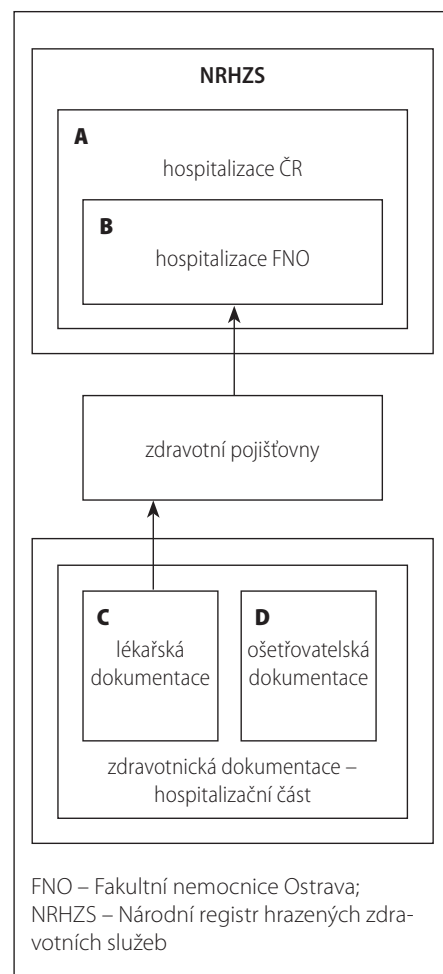 NRHZS
A
hospitalizace ČR
B
hospitalizace FNO
zdravotní pojišťovny
C
lékařská
dokumentace
D
ošetřovatelská
dokumentace
zdravotnická dokumentace –
hospitalizační část
FNO – Fakultní nemocnice Ostrava;
NRHZS – Národní registr hrazených zdra-
votních služeb